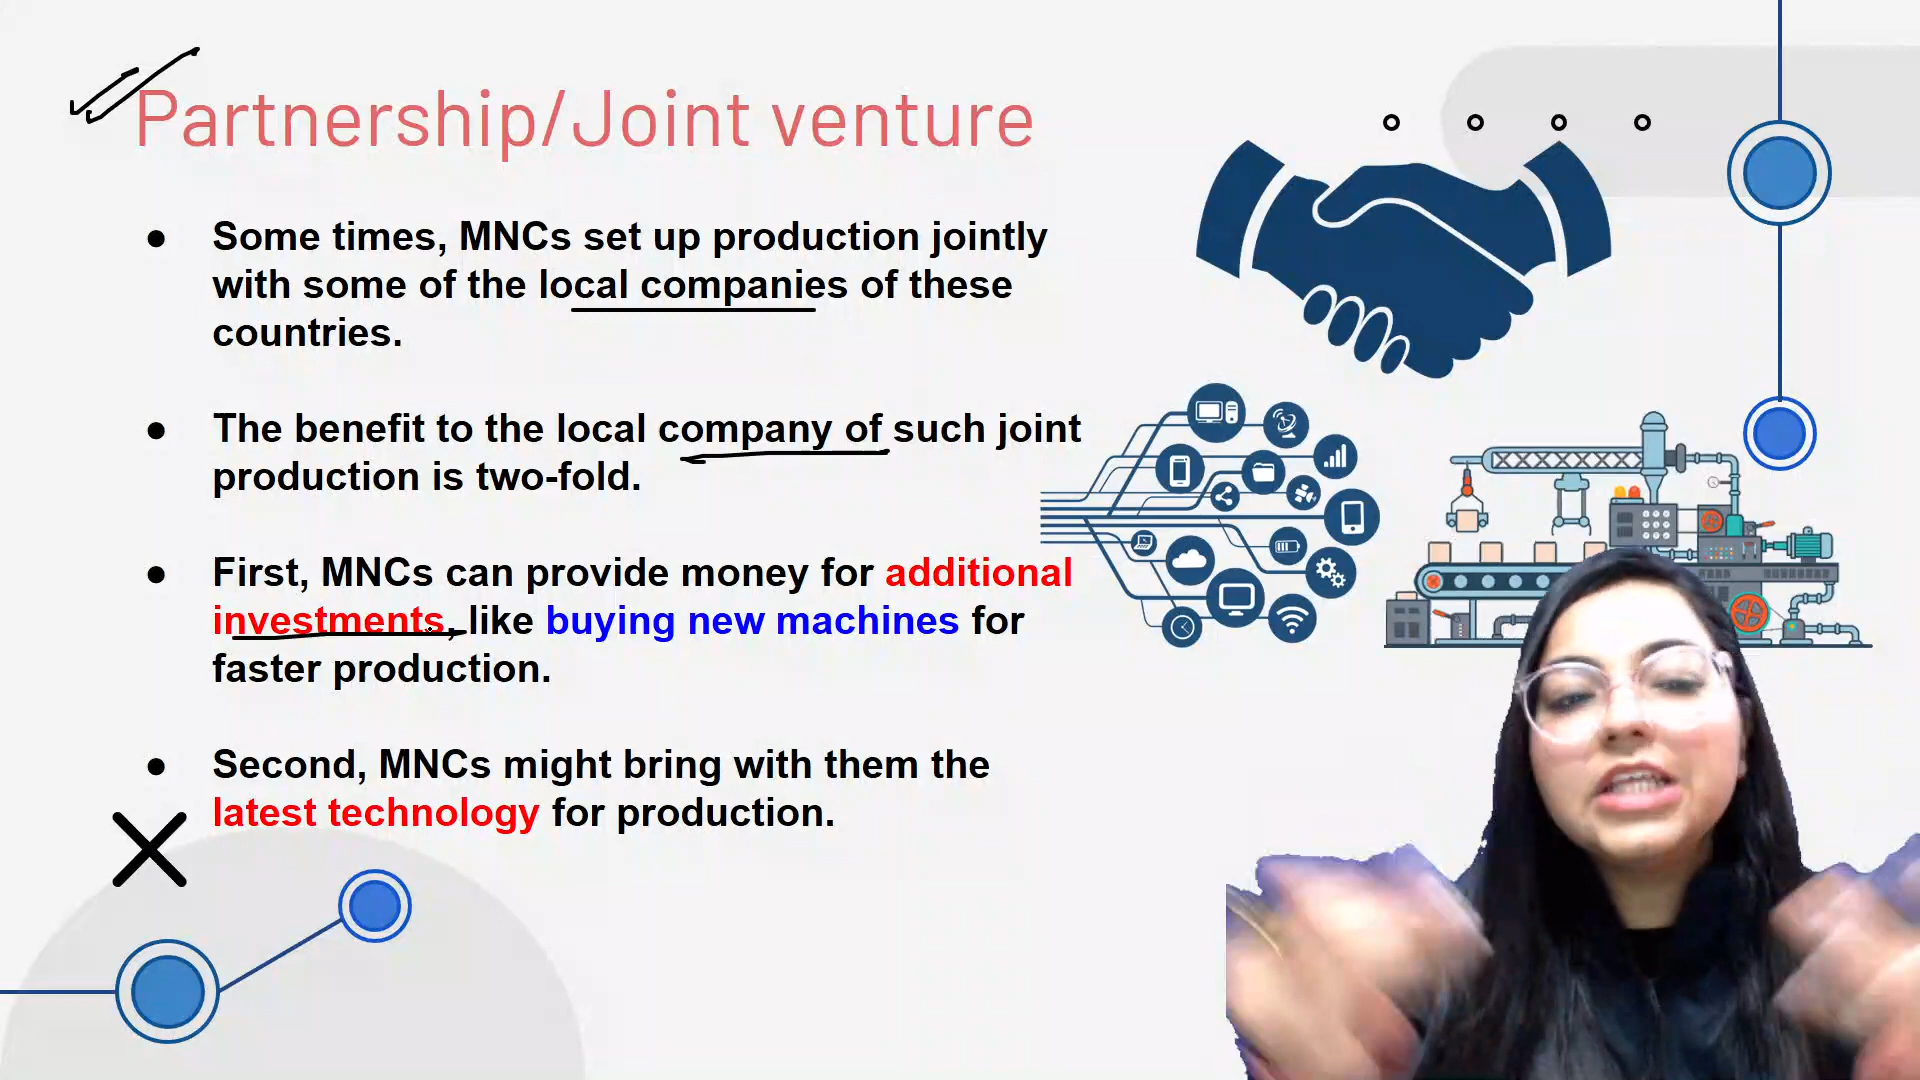 Partnership/Joint venture
● Some times, MNCs set up production jointly
with some of the local companies of these
countries.
● The benefit to the local company of such joint
production is two-fold.
● First, MNCs can provide money for additional
investments, like buying new machines for
faster production.
● Second, MNCs might bring with them the
latest technology for production.